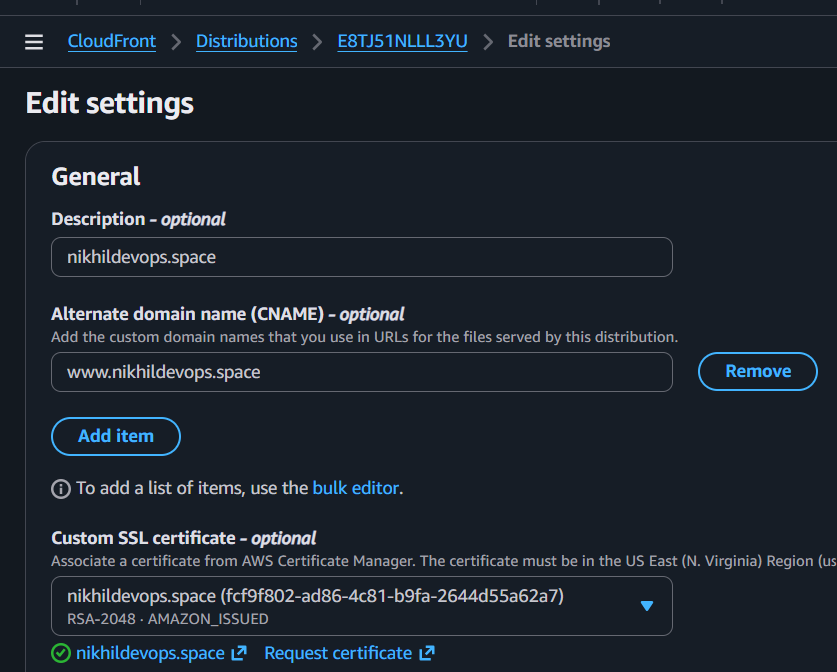 CloudFront > Distributions > E8TJ51NLLL3YU > Edit settings
Edit settings
General
Description - optional
nikhildevops.space
Alternate domain name (CNAME) - optional
Add the custom domain names that you use in URLs for the files served by this distribution.
www.nikhildevops.space
Remove
Add item
To add a list of items, use the bulk editor.
Custom SSL certificate - optional
Associate a certificate from AWS Certificate Manager. The certificate must be in the US East (N. Virginia) Region (us
nikhildevops.space (fcf9f802-ad86-4c81-b9fa-2644d55a62a7)
RSA-2048 · AMAZON_ISSUED
nikhildevops.space Request certificate